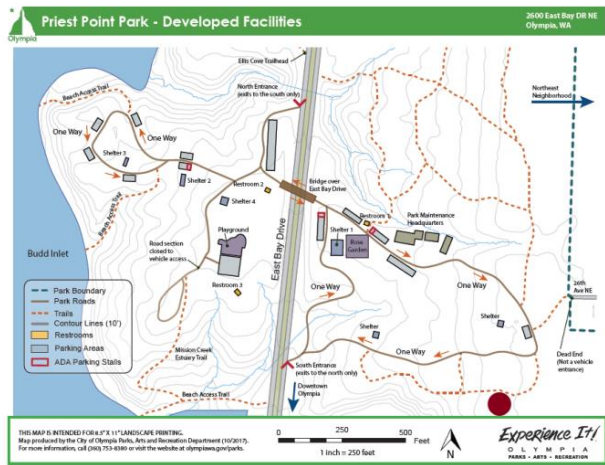 Priest Point Park - Developed Facilities
2600 East Bay DR NE
Olympia, WA
Olympia
Ellis Cove Trailhead
North Entrance
(exits to the south only)
Northeast
Neighborhood
Beach Access Trail
One Way
One Way
Shelter 3
Shelter 2
Restroom 2
Shelter 4
Bridge over
East Bay Drive
Restroom 1
Park Maintenance
Headquarters
Beach Access Trail
Playground
Shelter 1
Rose
Garden
Budd Inlet
Road section
closed to
vehicle access
East Bay Drive
One Way
One Way
26th
Ave NE
Restroom 3
Park Boundary
Park Roads
Trails
Contour Lines (10')
Restrooms
Parking Areas
ADA Parking Stalls
Shelter
Shelter
One Way
Mission Creek
Estuary Trail
Dead End
(Not a vehicle
entrance)
South Entrance
(exits to the north only)
Beach Access Trail
Downtown
Olympia
THIS MAP IS INTENDED FOR 8.5" X 11" LANDSCAPE PRINTING.
Map produced by the City of Olympia Parks, Arts and Recreation Department (10/2017).
For more information, call (360) 753-8380 or visit the website at olympiawa.gov/parks.
0 250 500
Feet
1 inch = 250 feet
N
Experience It!
OLYMPIA
PARKS • ARTS • RECREATION